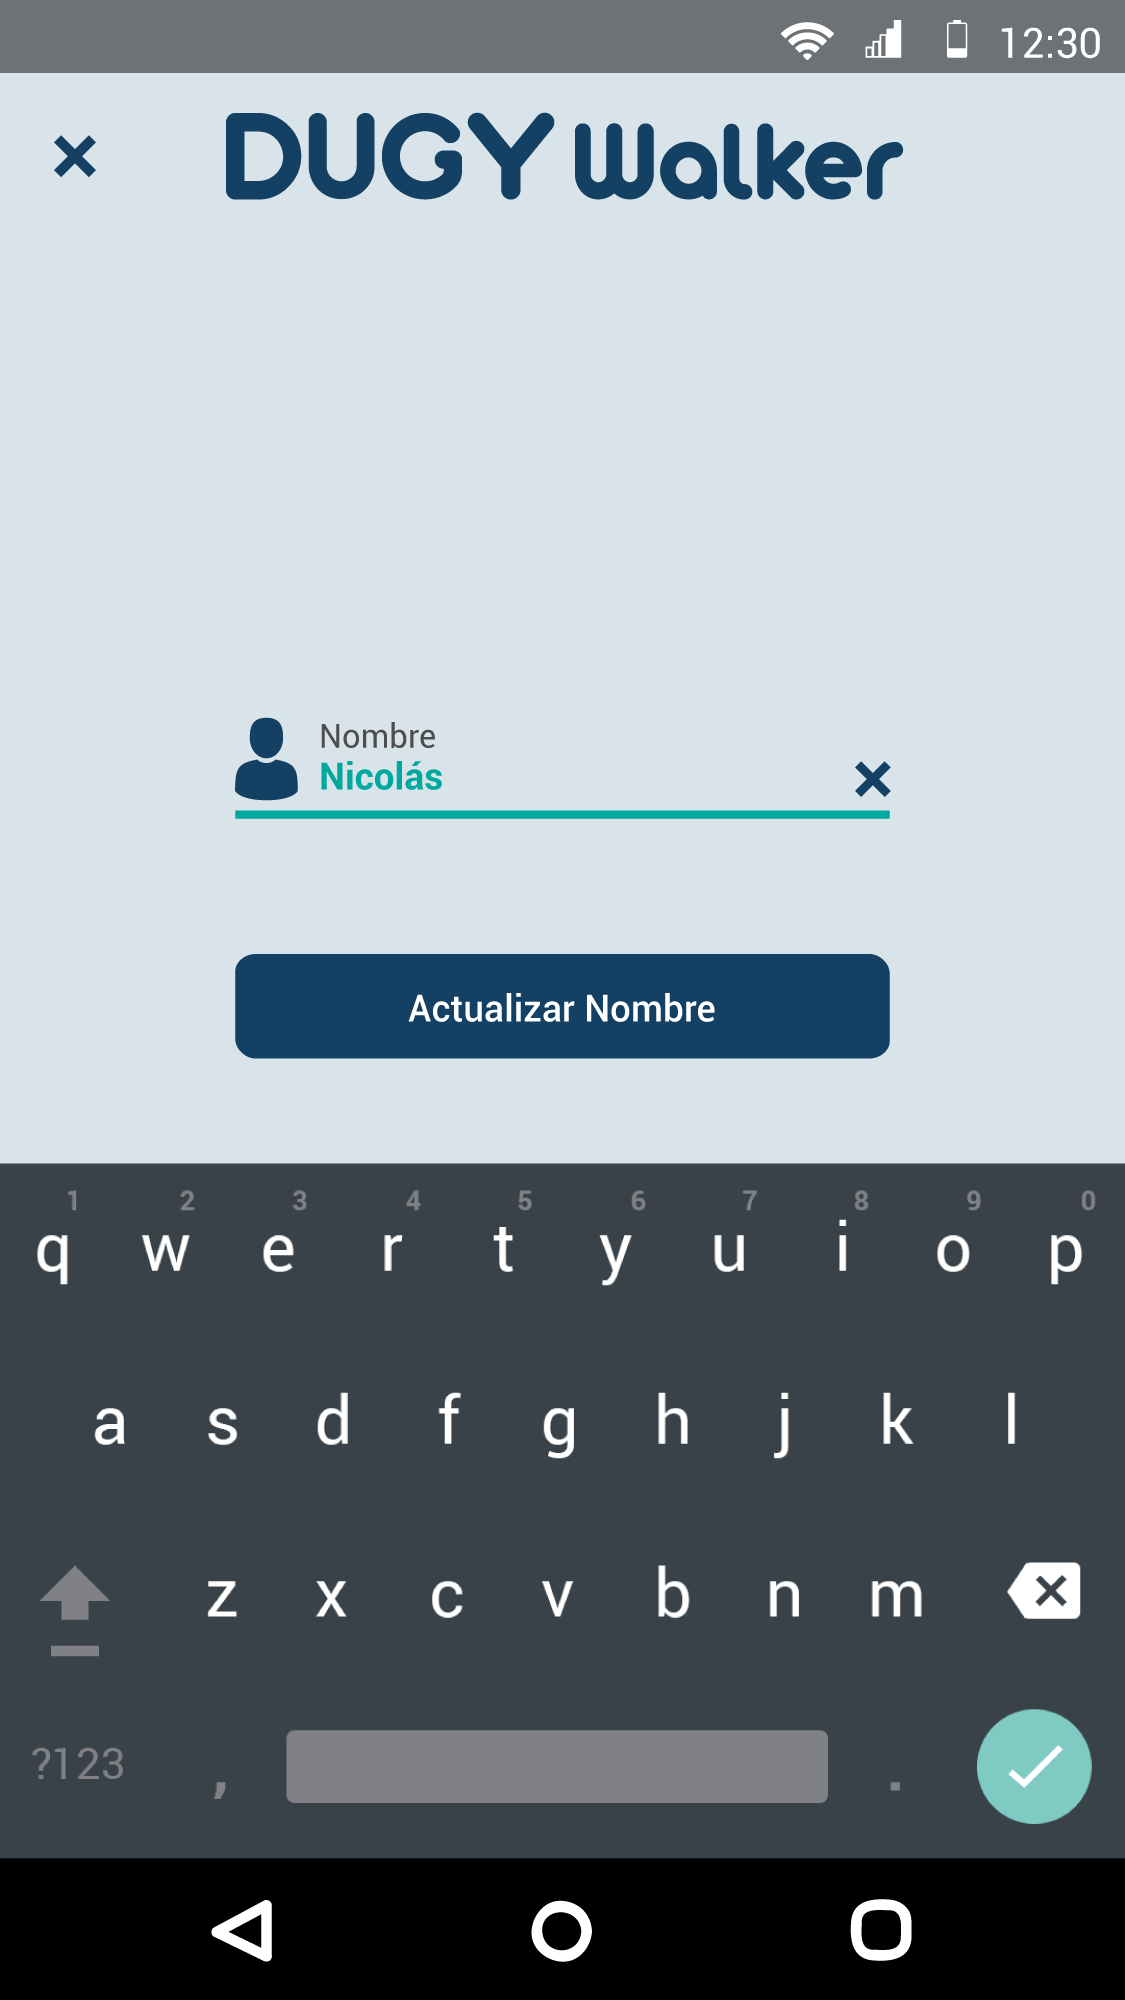 12:30
DUGY Walker
Nombre
Nicolás
Actualizar Nombre
1 2 3 4 5 6 7 8 9 0
q w e r t y u i o p
a s d f g h j k l
z x c v b n m
?123 , .